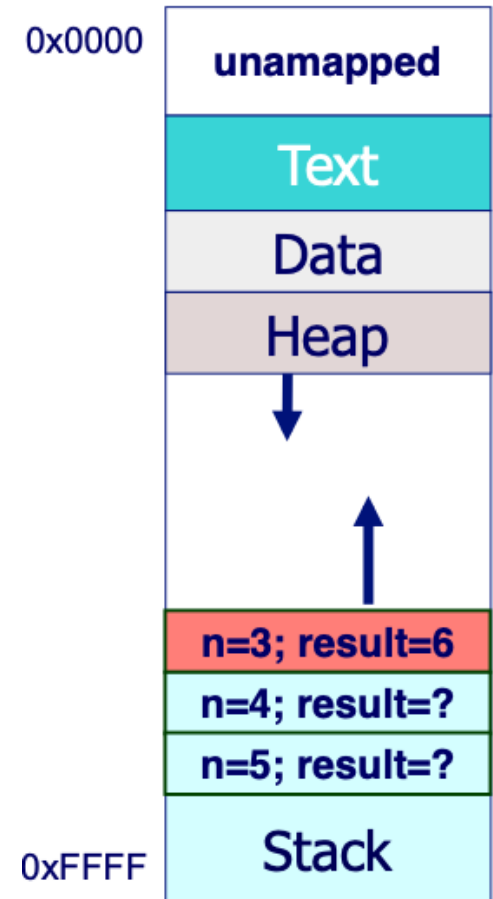 0x0000
unamapped
Text
Data
Heap
n=3; result=6
n=4; result=?
n=5; result=?
Stack
0xFFFF